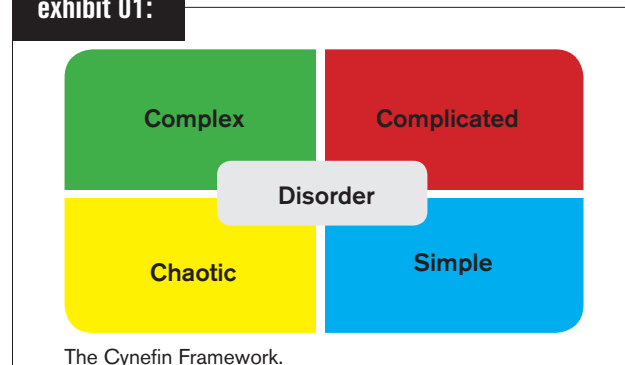 exhibit 01:
Complex
Complicated
Disorder
Chaotic
Simple
The Cynefin Framework.